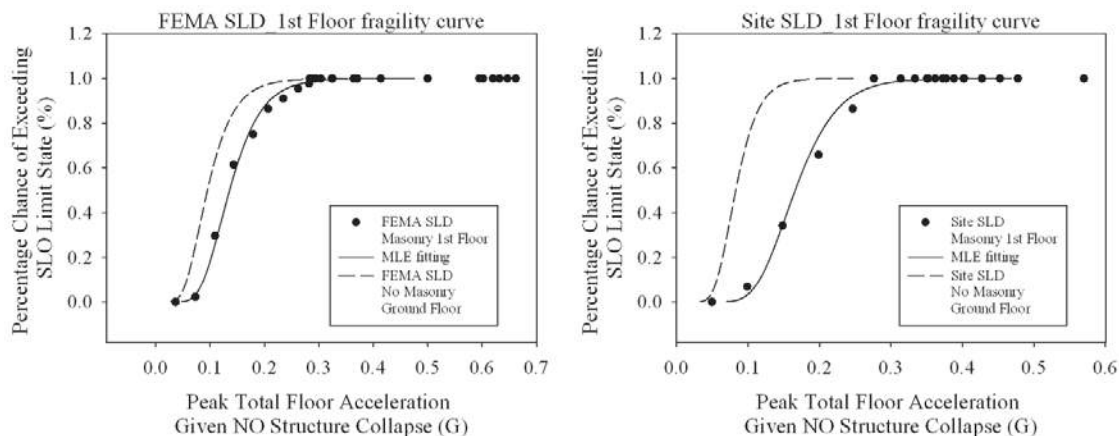 FEMA SLD_1st Floor fragility curve
Percentage Chance of Exceeding
SLO Limit State (%)
1.2
1.0
0.8
0.6
0.4
0.2
0.0
FEMA SLD
Masonry 1st Floor
MLE fitting
FEMA SLD
No Masonry
Ground Floor
0.0 0.1 0.2 0.3 0.4 0.5 0.6 0.7
Peak Total Floor Acceleration
Given NO Structure Collapse (G)
Site SLD_1st Floor fragility curve
Percentage Chance of Exceeding
SLO Limit State (%)
1.2
1.0
0.8
0.6
0.4
0.2
0.0
Site SLD
Masonry 1st Floor
MLE fitting
Site SLD
No Masonry
Ground Floor
0.0 0.1 0.2 0.3 0.4 0.5 0.6
Peak Total Floor Acceleration
Given NO Structure Collapse (G)